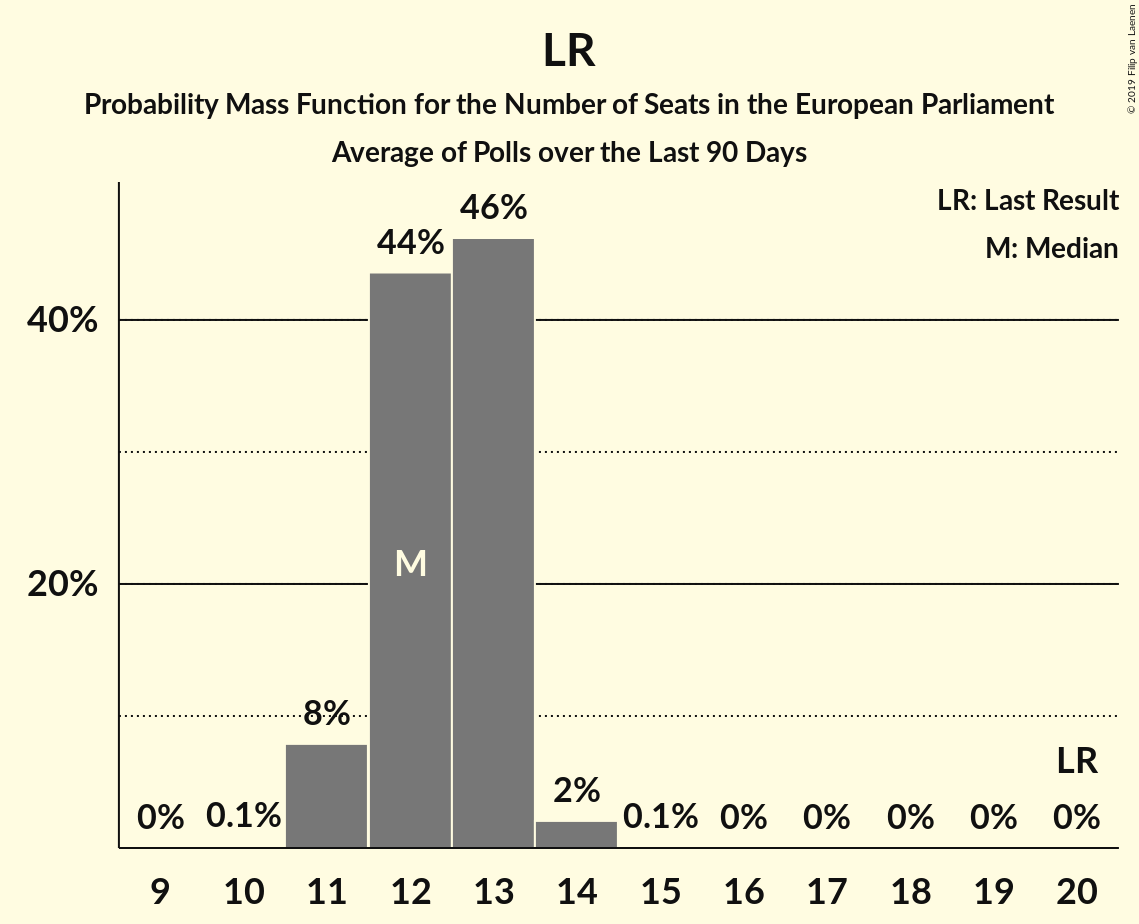 LR
Probability Mass Function for the Number of Seats in the European Parliament
Average of Polls over the Last 90 Days
© 2019 Filip van Laenen
LR: Last Result
M: Median
46%
44%
40%
M
20%
8%
LR
2%
0% 0.1% 0.1% 0% 0% 0% 0% 0%
9 10 11 12 13 14 15 16 17 18 19 20